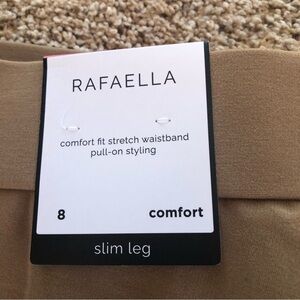 RAFAELLA
comfort fit stretch waistband
pull-on styling
8 comfort
slim leg